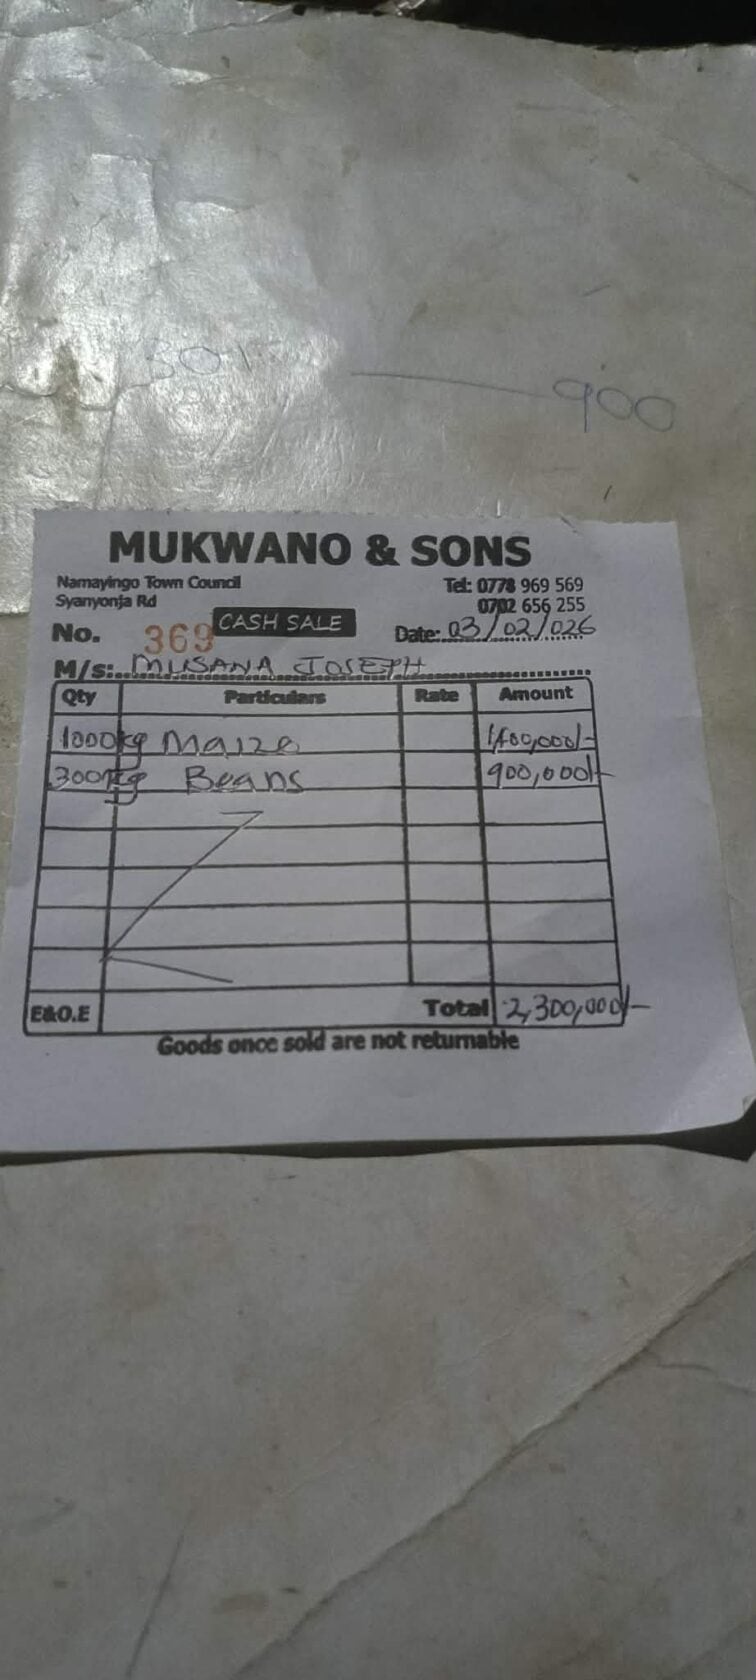 900
MUKWANO & SONS
Namayingo Town Council
Syanyonja Rd
Tel: 0778 969 569
0702 656 255
No. 369 CASH SALE Date: 03/02/026
M/s: MUSANA JOSEPH
Qty Particulars Rate Amount
1000kg Maize 1,400,000/-
300kg Beans 900,000/-
E&O.E Total 2,300,000/-
Goods once sold are not returnable